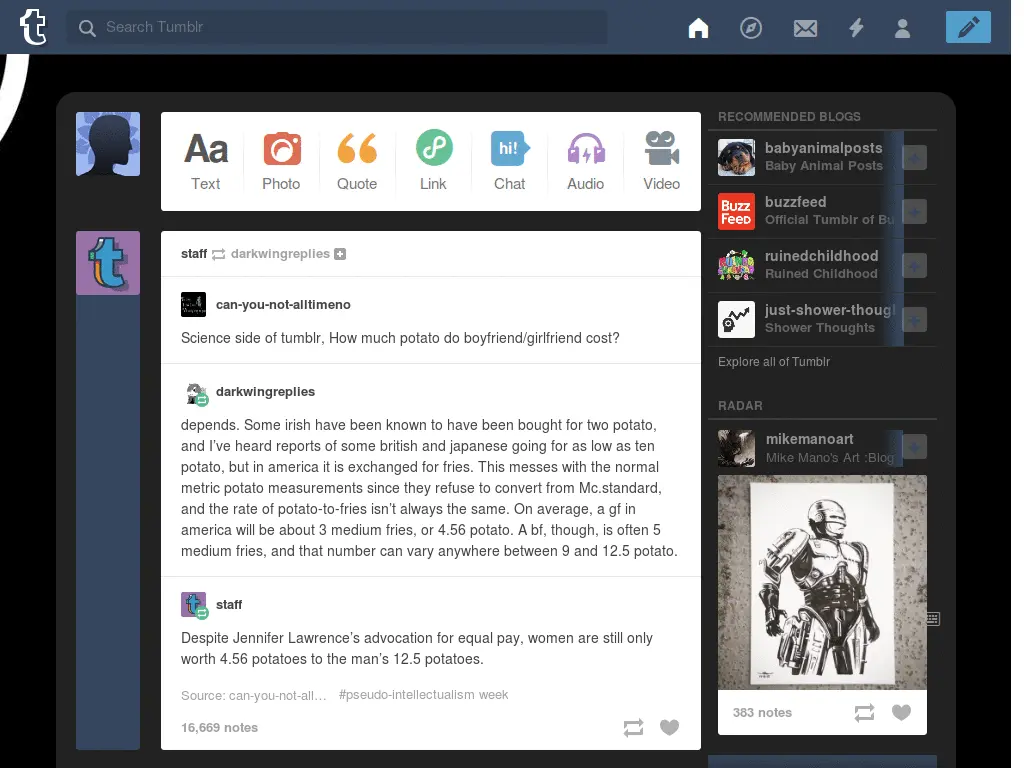 Search Tumblr
Aa
hi!
Text
Photo
Quote
Link
Chat
Audio
Video
staff darkwingreplies
can-you-not-alltimeno
Science side of tumblr, How much potato do boyfriend/girlfriend cost?
darkwingreplies
depends. Some irish have been known to have been bought for two potato,
and I’ve heard reports of some british and japanese going for as low as ten
potato, but in america it is exchanged for fries. This messes with the normal
metric potato measurements since they refuse to convert from Mc.standard,
and the rate of potato-to-fries isn’t always the same. On average, a gf in
america will be about 3 medium fries, or 4.56 potato. A bf, though, is often 5
medium fries, and that number can vary anywhere between 9 and 12.5 potato.
staff
Despite Jennifer Lawrence’s advocation for equal pay, women are still only
worth 4.56 potatoes to the man’s 12.5 potatoes.
Source: can-you-not-all… #pseudo-intellectualism week
16,669 notes
RECOMMENDED BLOGS
babyanimalposts
Baby Animal Posts
BuzzFeed
buzzfeed
Official Tumblr of Bu
ruinedchildhood
Ruined Childhood
just-shower-thoug
Shower Thoughts
Explore all of Tumblr
RADAR
mikemanoart
Mike Mano's Art :Blog
383 notes